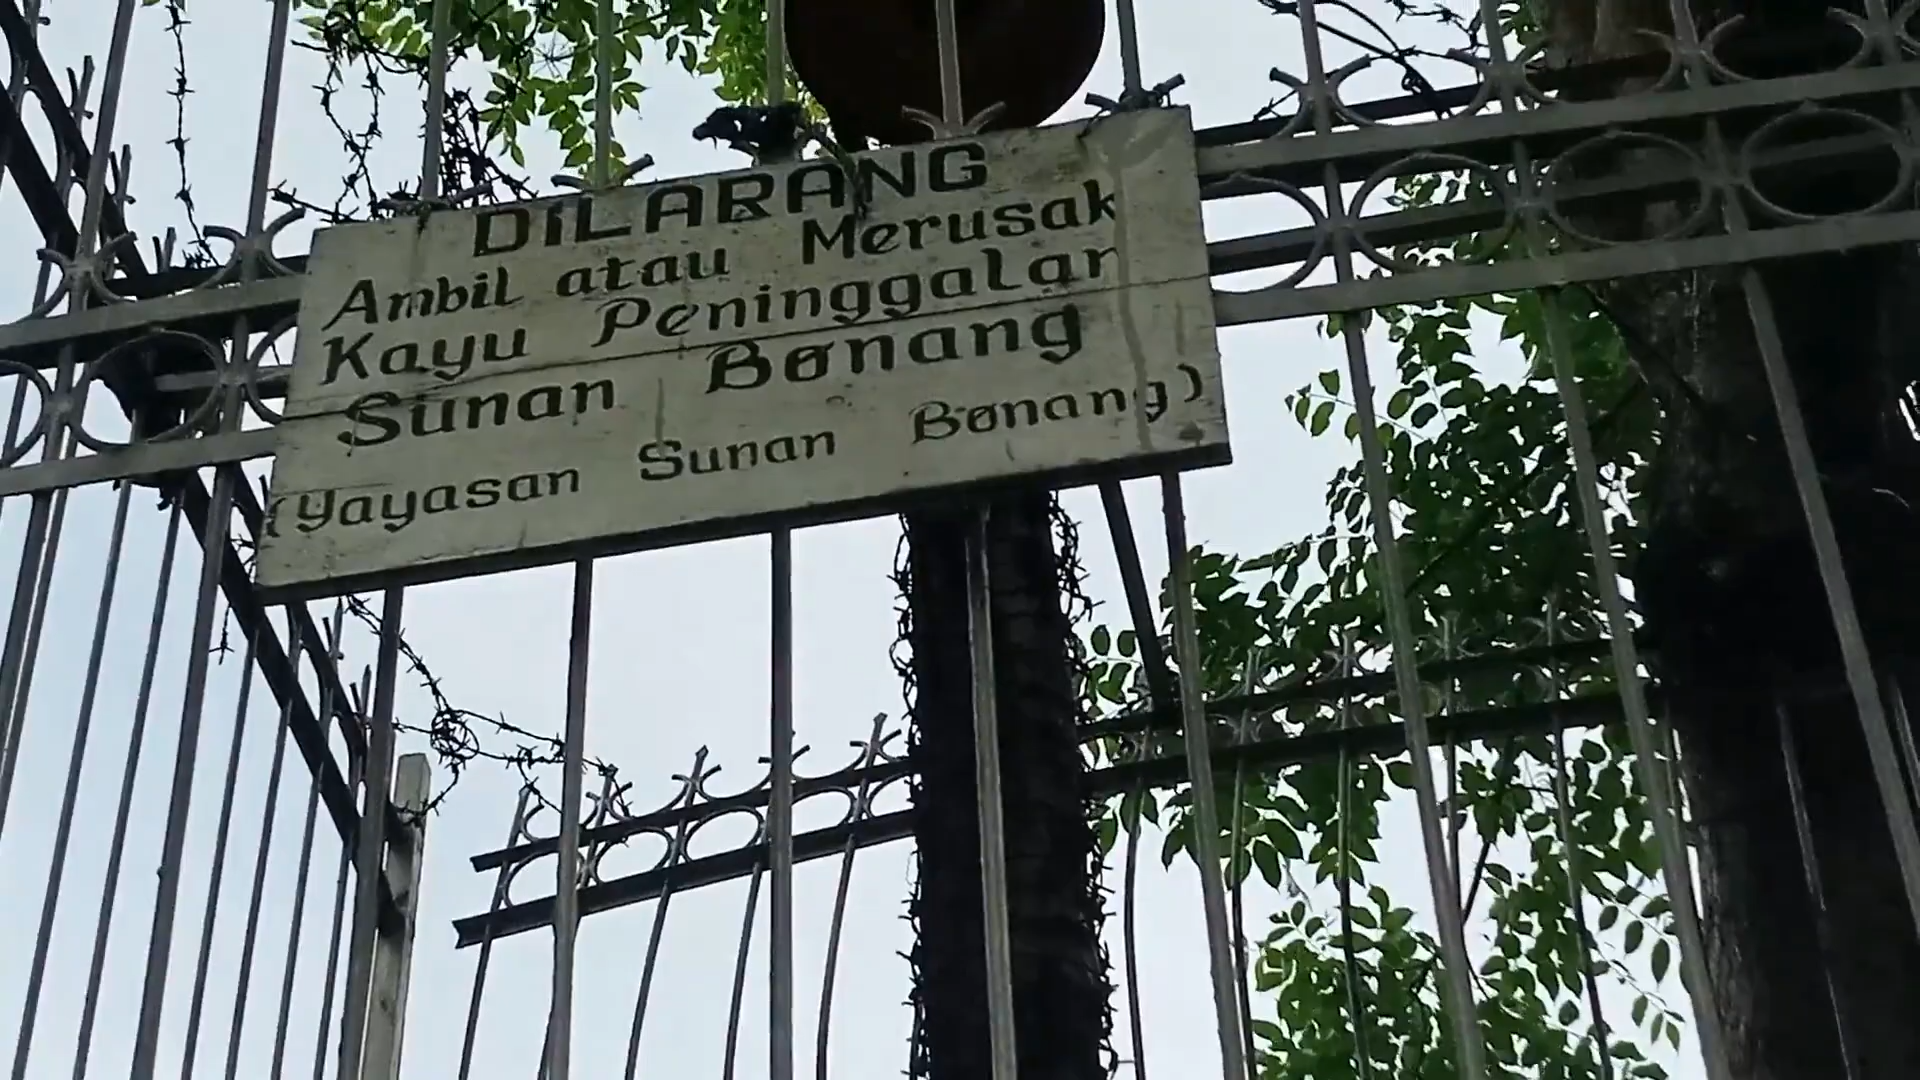 DILARANG
Ambil atau Merusak
Kayu Peninggalan
Sunan Bonang
(Yayasan Sunan Bonang)